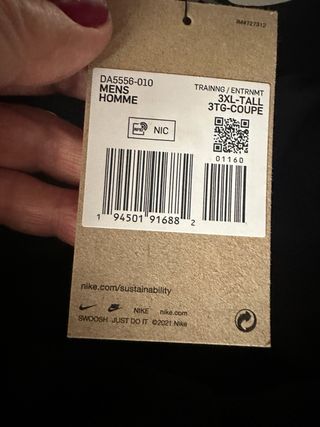 DA5556-010
MENS
HOMME
TRAINNG / ENTRNMT
3XL-TALL
3TG-COUPE
NIC
01160
1 94501 91688 2
nike.com/sustainability
NIKE nike.com
SWOOSH JUST DO IT ©2021 Nike